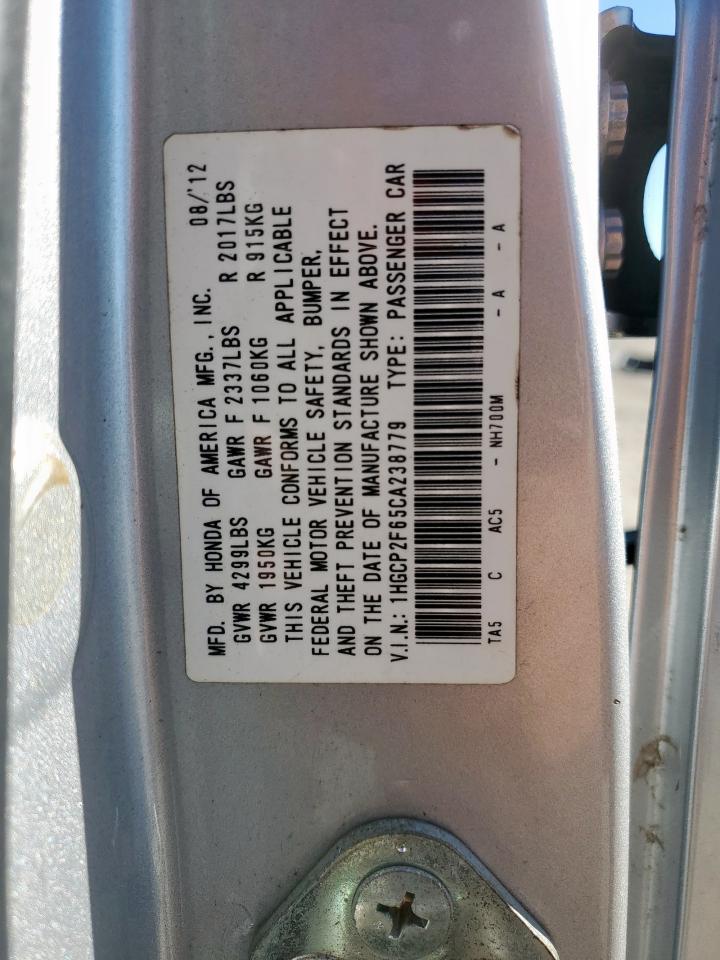 MFD. BY HONDA OF AMERICA MFG., INC. 08/'12
GVWR 4299LBS GAWR F 2337LBS R 2017LBS
GVWR 1950KG GAWR F 1060KG R 915KG
THIS VEHICLE CONFORMS TO ALL APPLICABLE
FEDERAL MOTOR VEHICLE SAFETY, BUMPER,
AND THEFT PREVENTION STANDARDS IN EFFECT
ON THE DATE OF MANUFACTURE SHOWN ABOVE.
V.I.N.: 1HGCP2F65CA238779 TYPE: PASSENGER CAR
TA5 C AC5 - NH700M - A - A